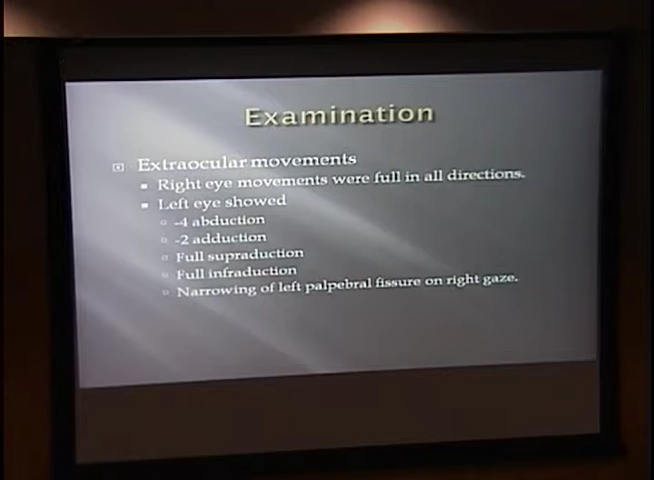 Examination
Extraocular movements
Right eye movements were full in all directions.
Left eye showed
-4 abduction
-2 adduction
Full supraduction
Full infraduction
Narrowing of left palpebral fissure on right gaze.